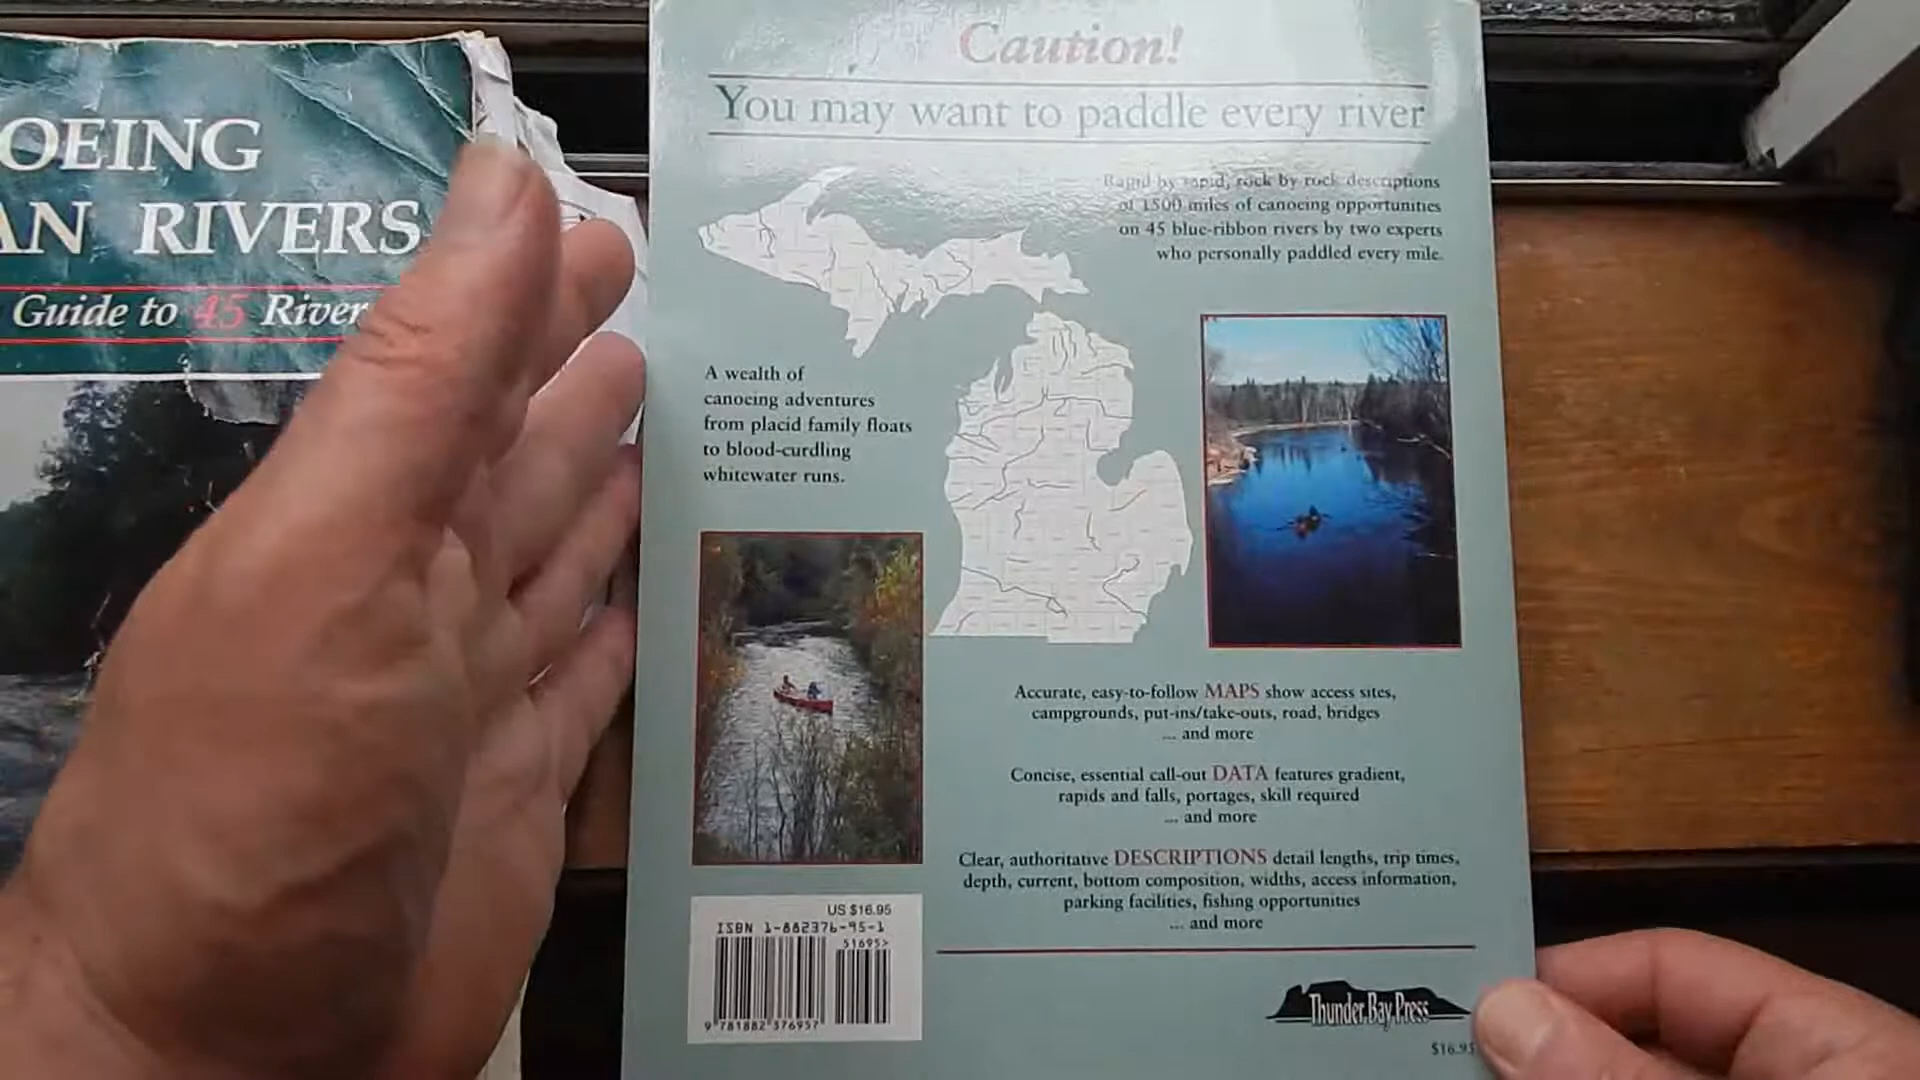 OEING
AN RIVERS
Guide to 45 River
Caution!
You may want to paddle every river
Rapid by rapid, rock by rock descriptions
of 1500 miles of canoeing opportunities
on 45 blue-ribbon rivers by two experts
who personally paddled every mile.
A wealth of
canoeing adventures
from placid family floats
to blood-curdling
whitewater runs.
Accurate, easy-to-follow MAPS show access sites,
campgrounds, put-ins/take-outs, road, bridges
... and more
Concise, essential call-out DATA features gradient,
rapids and falls, portages, skill required
... and more
Clear, authoritative DESCRIPTIONS detail lengths, trip times,
depth, current, bottom composition, widths, access information,
parking facilities, fishing opportunities
... and more
US $16.95
ISBN 1-882376-95-1
51695>
9 781882 376957
Thunder Bay Press
$16.95